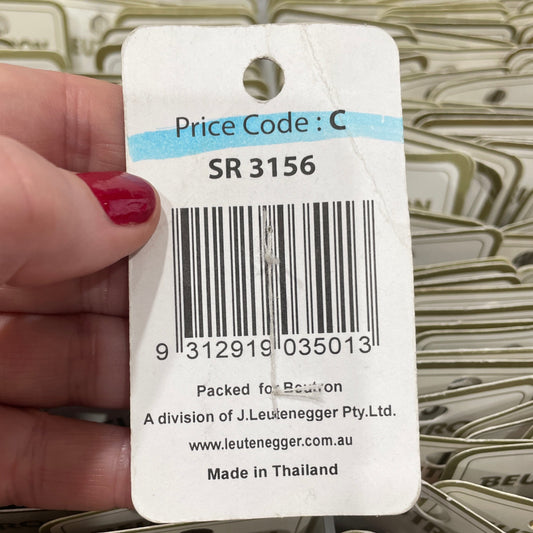 Price Code : C
SR 3156
9 312919 035013
Packed for Beutron
A division of J.Leutenegger Pty.Ltd.
www.leutenegger.com.au
Made in Thailand